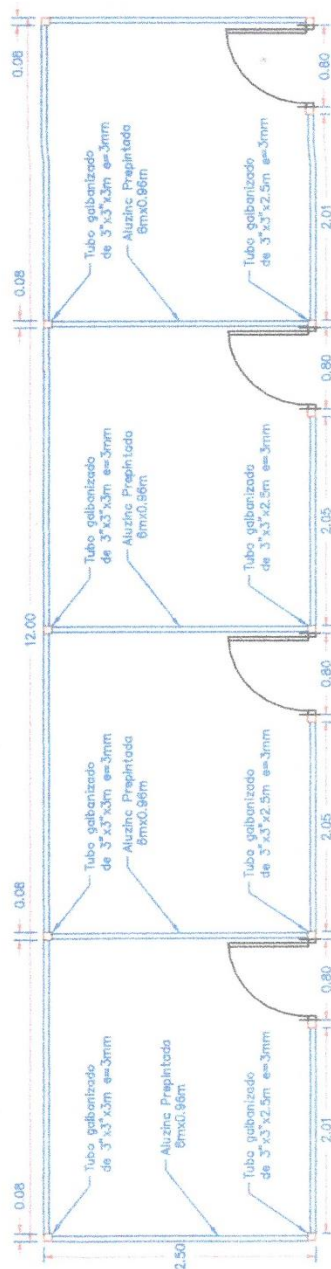 0.08
0.08
12.00
0.08
0.08
Tubo galbanizado
de 3"x3"x3m e=3mm
Aluzinc Prepintada
6mx0.96m
Tubo galbanizado
de 3"x3"x2.5m e=3mm
Tubo galbanizado
de 3"x3"x3m e=3mm
Aluzinc Prepintada
6mx0.96m
Tubo galbanizado
de 3"x3"x2.5m e=3mm
Tubo galbanizado
de 3"x3"x3m e=3mm
Aluzinc Prepintada
6mx0.96m
Tubo galbanizado
de 3"x3"x2.5m e=3mm
Tubo galbanizado
de 3"x3"x3m e=3mm
Aluzinc Prepintada
6mx0.96m
Tubo galbanizado
de 3"x3"x2.5m e=3mm
2.50
2.01
0.80
2.05
0.80
2.05
0.80
2.01
0.80